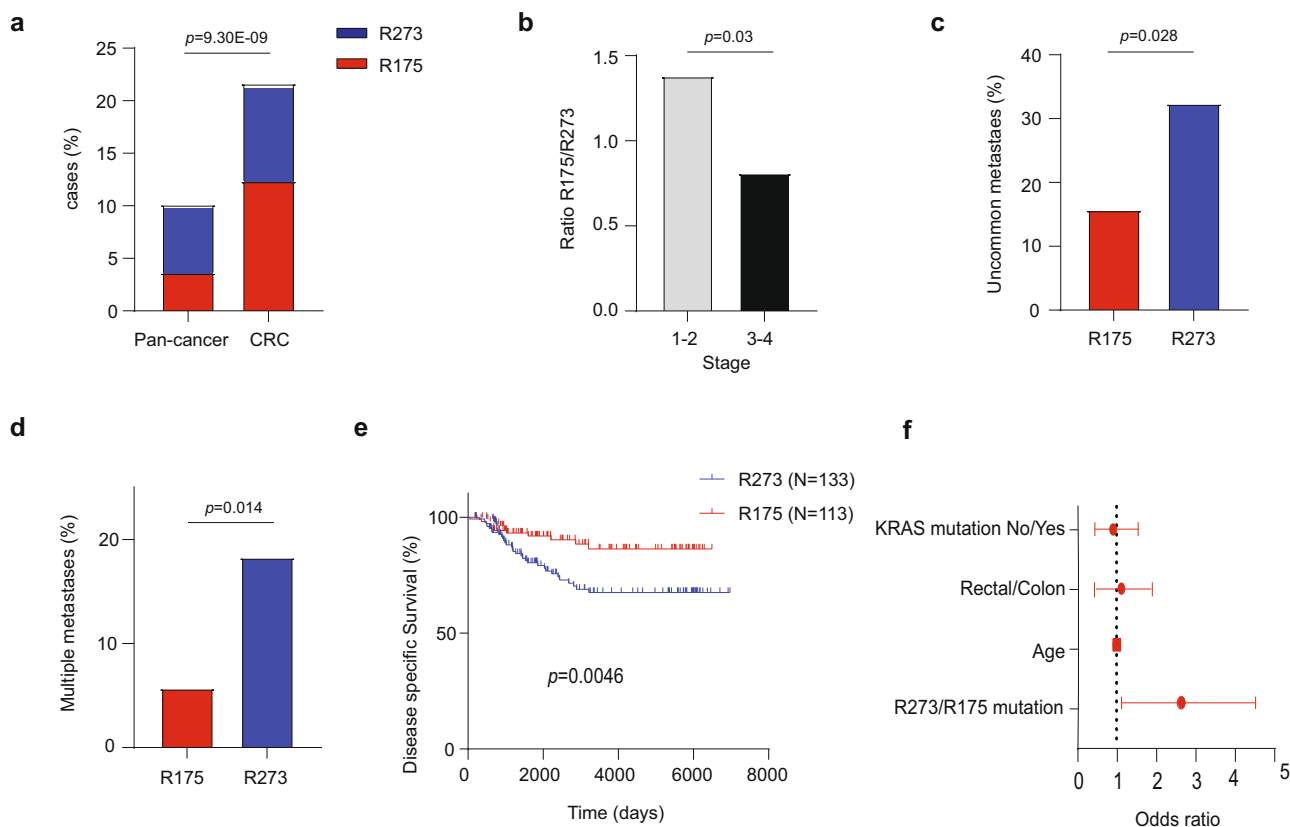 a
p=9.30E-09
R273
R175
25
20
15
10
5
0
cases (%)
Pan-cancer
CRC
b
p=0.03
1.5
1.0
0.5
0.0
Ratio R175/R273
1-2
3-4
Stage
c
p=0.028
40
30
20
10
0
Uncommon metastaes (%)
R175
R273
d
p=0.014
20
10
0
Multiple metastases (%)
R175
R273
e
R273 (N=133)
R175 (N=113)
100
50
0
Disease specific Survival (%)
p=0.0046
0
2000
4000
6000
8000
Time (days)
f
KRAS mutation No/Yes
Rectal/Colon
Age
R273/R175 mutation
0
1
2
3
4
5
Odds ratio